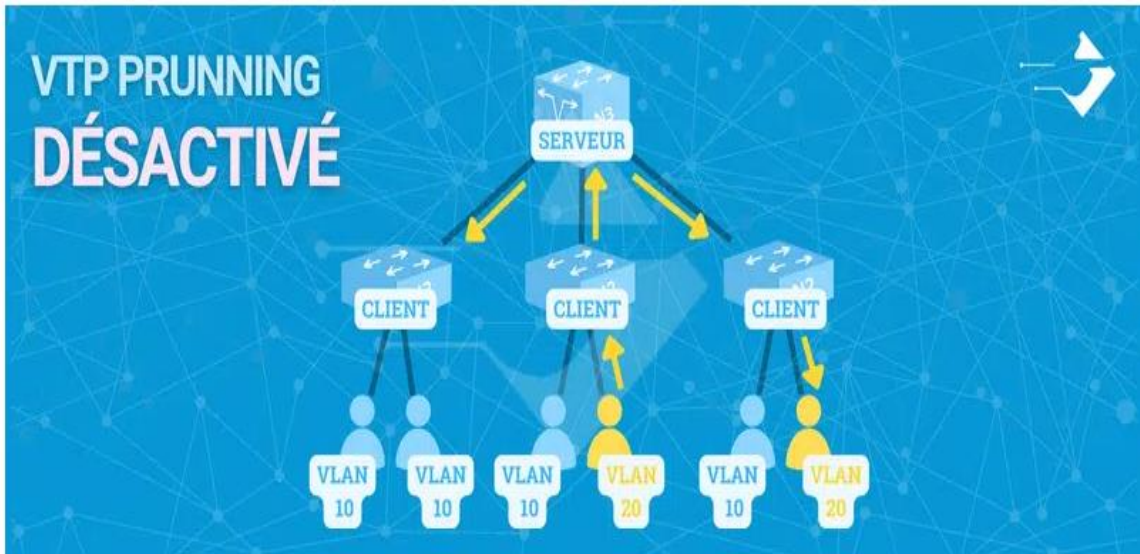 VTP PRUNNING
DÉSACTIVÉ
SERVEUR
CLIENT
CLIENT
CLIENT
VLAN
10
VLAN
10
VLAN
10
VLAN
20
VLAN
10
VLAN
20